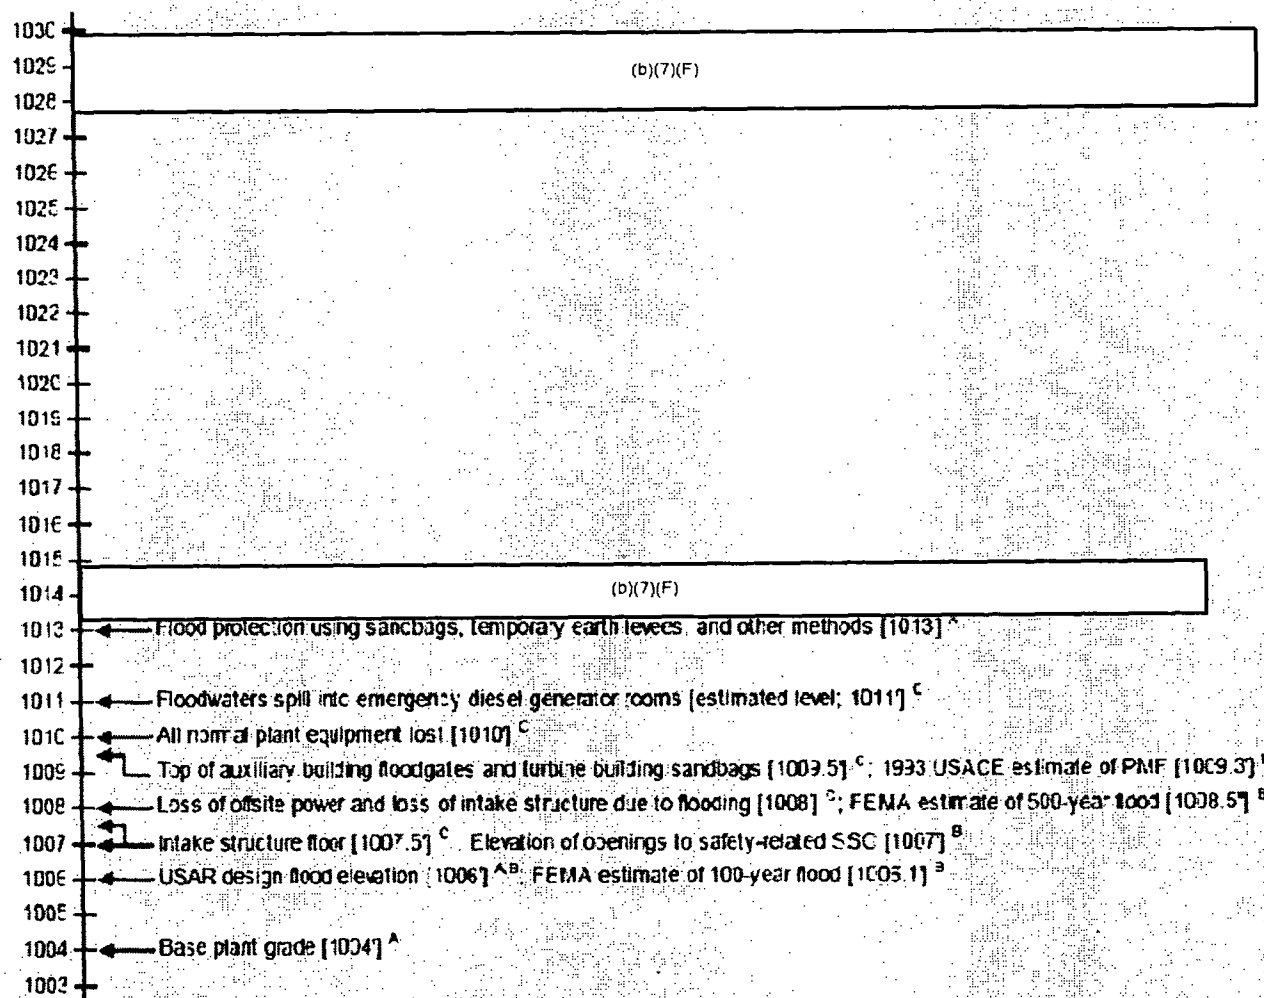 1030
1029
(b)(7)(F)
1028
1027
1026
1025
1024
1023
1022
1021
1020
1019
1018
1017
1016
1015
1014
(b)(7)(F)
1013 Flood protection using sandbags, temporary earth levees, and other methods [1013] A
1012
1011 Floodwaters spill into emergency diesel generator rooms [estimated level; 1011] C
1010 All normal plant equipment lost [1010] C
1009 Top of auxiliary building floodgates and turbine building sandbags [1009.5] C; 1993 USACE estimate of PMF [1009.3]
1008 Loss of offsite power and loss of intake structure due to flooding [1008] C; FEMA estimate of 500-year flood [1008.5] B
1007 Intake structure floor [1007.5] C Elevation of openings to safety-related SSC [1007] B
1006 USAR design flood elevation [1006] A B; FEMA estimate of 100-year flood [1006.1] B
1005
1004 Base plant grade [1004] A
1003